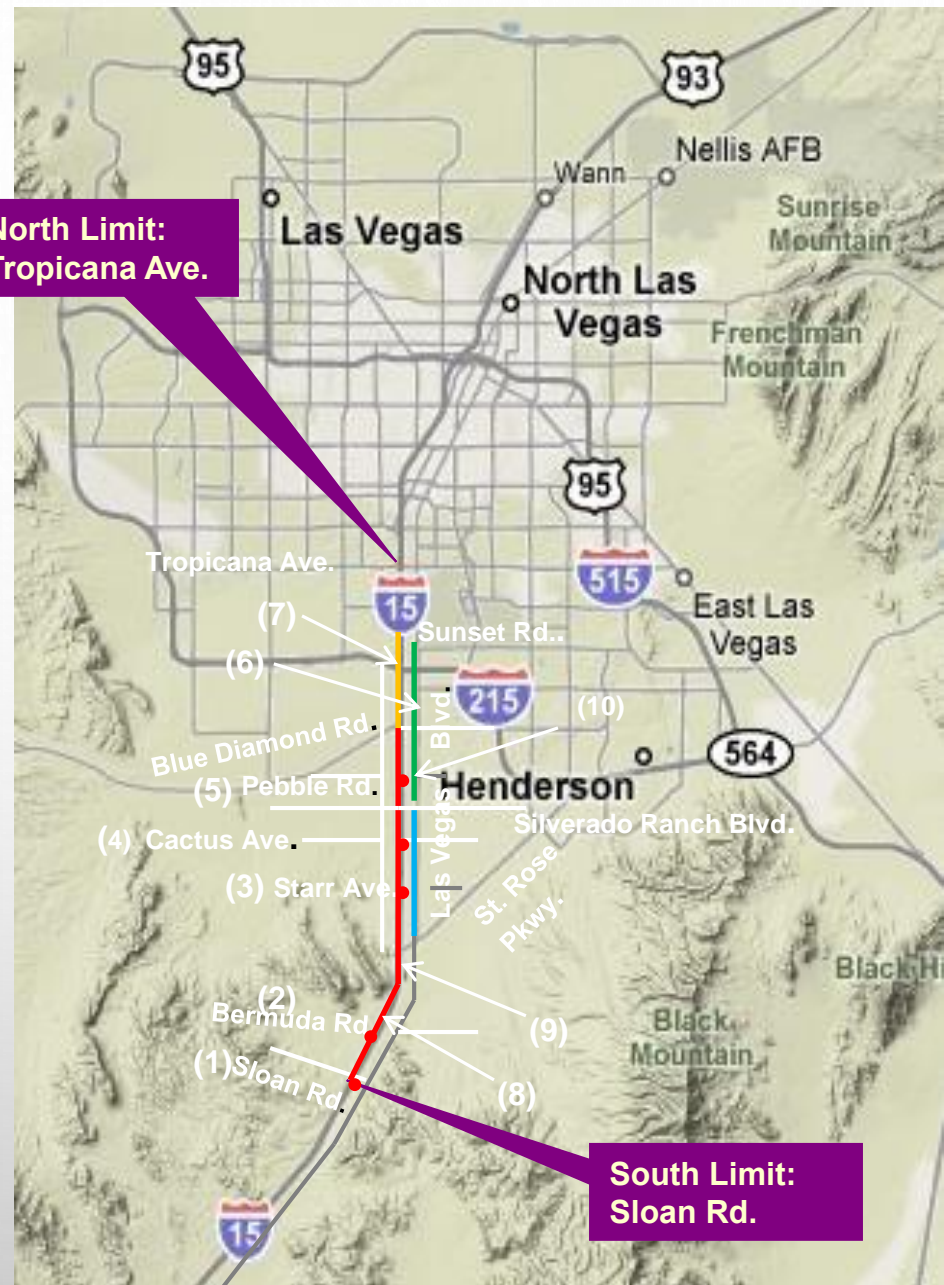 95
93
Nellis AFB
Wann
Sunrise
Mountain
North Limit:
Tropicana Ave.
Las Vegas
North Las
Vegas
Frenchman
Mountain
95
Tropicana Ave.
515
15
East Las
Vegas
(7)
Sunset Rd..
(6)
215
(10)
Blue Diamond Rd.
Las Vegas Blvd.
564
(5) Pebble Rd.
Henderson
Silverado Ranch Blvd.
(4) Cactus Ave.
(3) Starr Ave.
St. Rose
Pkwy.
Black Hi
(2)
Bermuda Rd.
Black
Mountain
(9)
(1) Sloan Rd.
(8)
South Limit:
Sloan Rd.
15